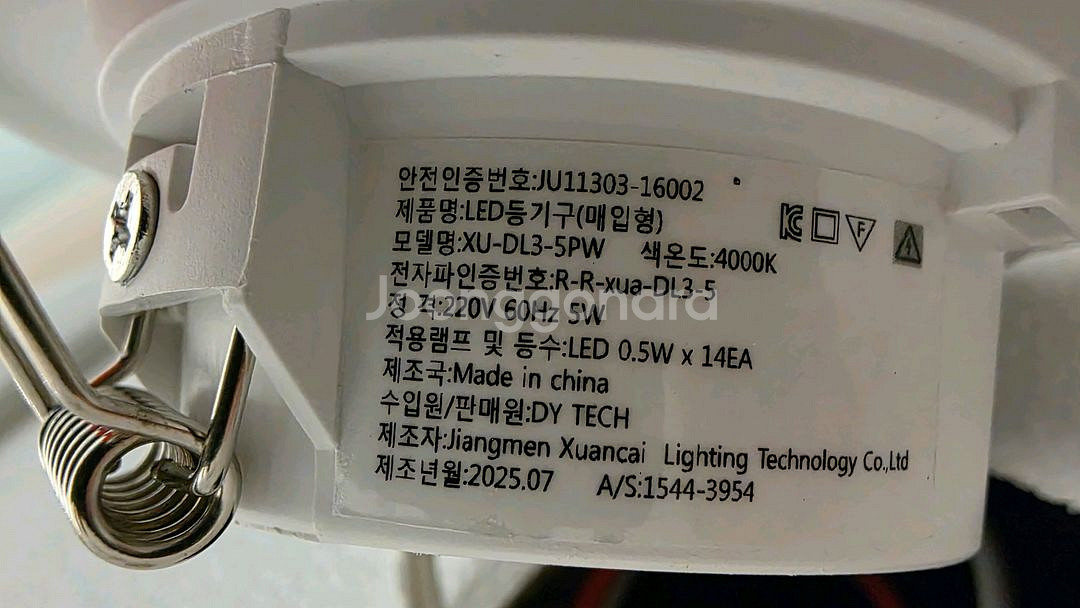 안전인증번호:JU11303-16002
제품명:LED등기구(매입형)
모델명:XU-DL3-5PW 색온도:4000K
전자파인증번호:R-R-xua-DL3-5
정 격:220V 60Hz 5W
적용램프 및 등수:LED 0.5W x 14EA
제조국:Made in china
수입원/판매원:DY TECH
제조자:Jiangmen Xuancai Lighting Technology Co.,Ltd
제조년월:2025.07 A/S:1544-3954
F
Joonggonara